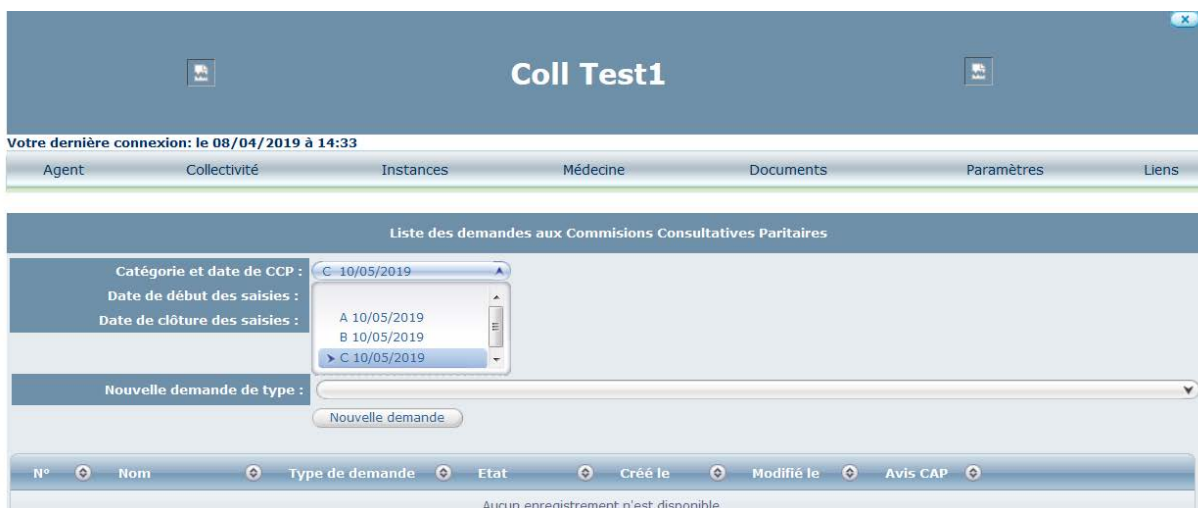 x
Coll Test1
Votre dernière connexion: le 08/04/2019 à 14:33
Agent Collectivité Instances Médecine Documents Paramètres Liens
Liste des demandes aux Commisions Consultatives Paritaires
Catégorie et date de CCP : C 10/05/2019
Date de début des saisies :
Date de clôture des saisies : A 10/05/2019
B 10/05/2019
C 10/05/2019
Nouvelle demande de type :
Nouvelle demande
N° Nom Type de demande Etat Créé le Modifié le Avis CAP
Aucun enregistrement n'est disponible